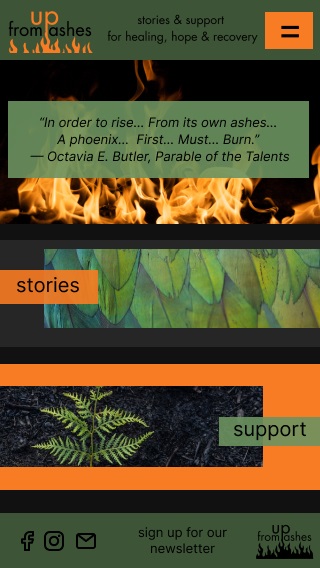 up
from ashes
stories & support
for healing, hope & recovery
“In order to rise... From its own ashes...
A phoenix... First... Must... Burn.”
— Octavia E. Butler, Parable of the Talents
stories
support
sign up for our
newsletter
up
from ashes